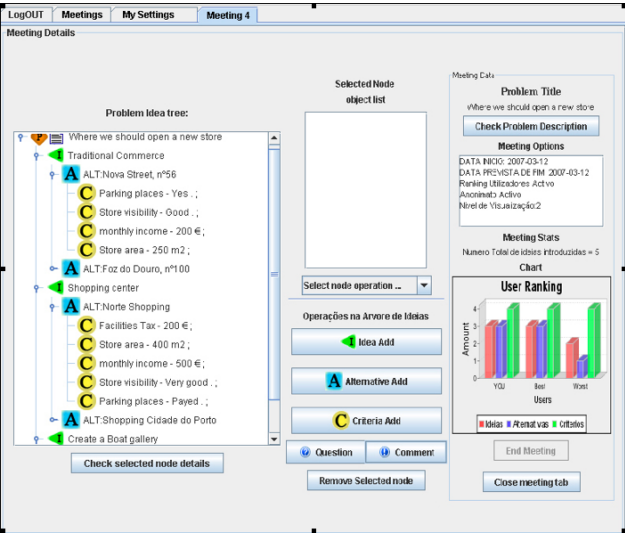 LogOUT
Meetings
My Settings
Meeting 4
Meeting Details
Problem Idea tree:
P
Where we should open a new store
I Traditional Commerce
A ALT:Nova Street, nº56
C Parking places - Yes . ;
C Store visibility - Good . ;
C monthly income - 200 € ;
C Store area - 250 m2 ;
A ALT:Foz do Douro, nº100
I Shopping center
A ALT:Norte Shopping
C Facilities Tax - 200 € ;
C Store area - 400 m2 ;
C monthly income - 500 € ;
C Store visibility - Very good . ;
C Parking places - Payed . ;
A ALT:Shopping Cidade do Porto
I Create a Boat gallery
Check selected node details
Selected Node
object list
Select node operation ...
Operações na Arvore de Ideias
I Idea Add
A Alternative Add
C Criteria Add
Question
Comment
Remove Selected node
Meeting Data
Problem Title
Where we should open a new store
Check Problem Description
Meeting Options
DATA INICIO: 2007-03-12
DATA PREVISTA DE FIM: 2007-03-12
Ranking Utilizadores Activo
Anonimato Activo
Nivel de Visualização:2
Meeting Stats
Numero Total de ideias introduzidas = 5
Chart
User Ranking
Amount
4
3
2
1
0
YOU
Best
Worst
Users
Ideias
Alternativas
Criterios
End Meeting
Close meeting tab